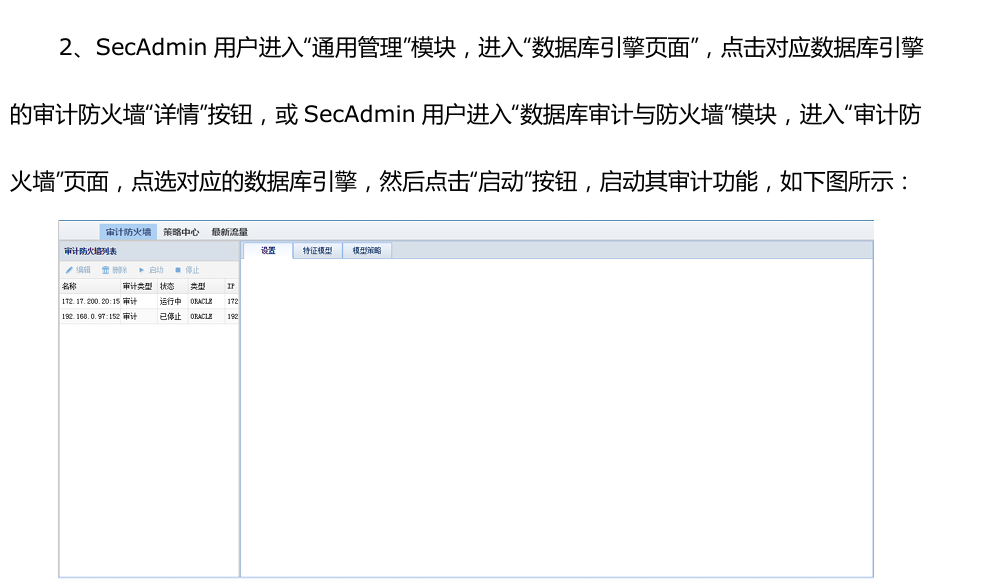 2、SecAdmin 用户进入“通用管理”模块，进入“数据库引擎页面”，点击对应数据库引擎
的审计防火墙“详情”按钮，或 SecAdmin 用户进入“数据库审计与防火墙”模块，进入“审计防
火墙”页面，点选对应的数据库引擎，然后点击“启动”按钮，启动其审计功能，如下图所示：
审计防火墙 策略中心 最新流量
审计防火墙列表
设置 特征模型 模型策略
编辑 删除 启动 停止
名称 审计类型 状态 类型 IP
172.17.200.20:15 审计 运行中 ORACLE 172
192.168.0.97:152 审计 已停止 ORACLE 192